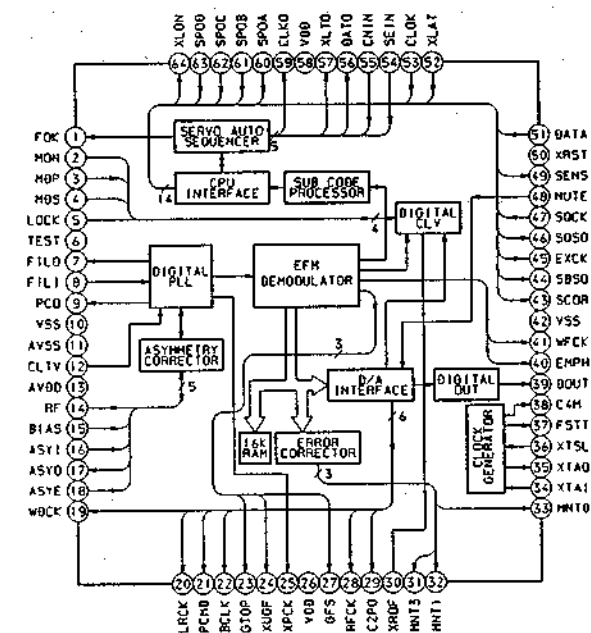 XLON
SPOD
SPOC
SPOB
SPOA
CLKO
VDD
XLTO
DATO
CNIN
SEIN
CLOK
XLAT
64
63
62
61
60
59
58
57
56
55
54
53
52
FOK 1
MON 2
MDP 3
MDS 4
LOCK 5
TEST 6
FILO 7
FILI 8
PCO 9
VSS 10
AVSS 11
CLTV 12
AVDD 13
RF 14
BIAS 15
ASYI 16
ASYO 17
ASYE 18
WDCK 19
SERVO AUTO
SEQUENCER
5
CPU
INTERFACE
14
SUB CODE
PROCESSOR
4
DIGITAL
CLV
DIGITAL
PLL
EFM
DEMODULATOR
ASYMMETRY
CORRECTOR
5
3
D/A
INTERFACE
6
DIGITAL
OUT
16K
RAM
ERROR
CORRECTOR
3
CLOCK
GENERATOR
51 DATA
50 XRST
49 SENS
48 MUTE
47 SQCK
46 SQSO
45 EXCK
44 SBSO
43 SCOR
42 VSS
41 WFCK
40 EMPH
39 DOUT
38 C4M
37 FSTT
36 XTSL
35 XTAO
34 XTAI
33 MNT0
20
21
22
23
24
25
26
27
28
29
30
31
32
LRCK
PCMD
BCLK
GTOP
XUGF
XPCK
VDD
GFS
RFCK
C2PO
XROF
MNT3
MNT1